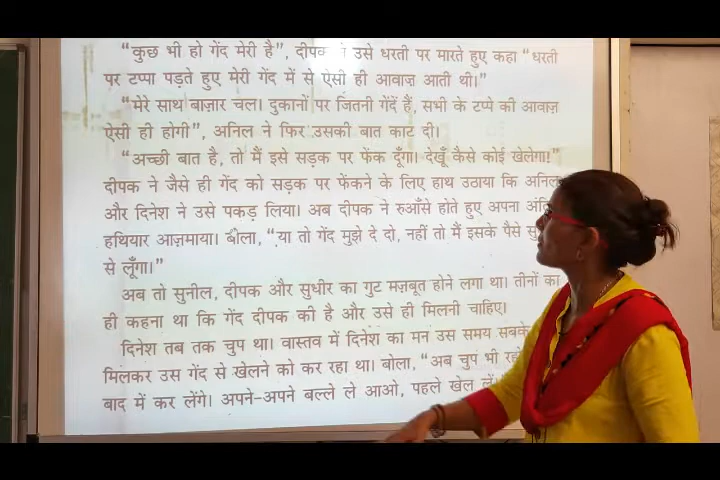 “कुछ भी हो गेंद मेरी है”, दीपक ने उसे धरती पर मारते हुए कहा “धरती
पर टप्पा पड़ते हुए मेरी गेंद में से ऐसी ही आवाज़ आती थी।”
“मेरे साथ बाज़ार चल। दुकानों पर जितनी गेंदें हैं, सभी के टप्पे की आवाज़
ऐसी ही होगी”, अनिल ने फिर उसकी बात काट दी।
“अच्छी बात है, तो मैं इसे सड़क पर फेंक दूँगा। देखूँ कैसे कोई खेलेगा!”
दीपक ने जैसे ही गेंद को सड़क पर फेंकने के लिए हाथ उठाया कि अनिल
और दिनेश ने उसे पकड़ लिया। अब दीपक ने रुआँसे होते हुए अपना
हथियार आज़माया। बोला, “या तो गेंद मुझे दे दो, नहीं तो मैं इसके पैसे
से लूँगा।”
अब तो सुनील, दीपक और सुधीर का गुट मज़बूत होने लगा था। तीनों का
ही कहना था कि गेंद दीपक की है और उसे ही मिलनी चाहिए।
दिनेश तब तक चुप था। वास्तव में दिनेश का मन उस समय सबके
मिलकर उस गेंद से खेलने को कर रहा था। बोला, “अब चुप भी
बाद में कर लेंगे। अपने-अपने बल्ले ले आओ, पहले खेल लें।